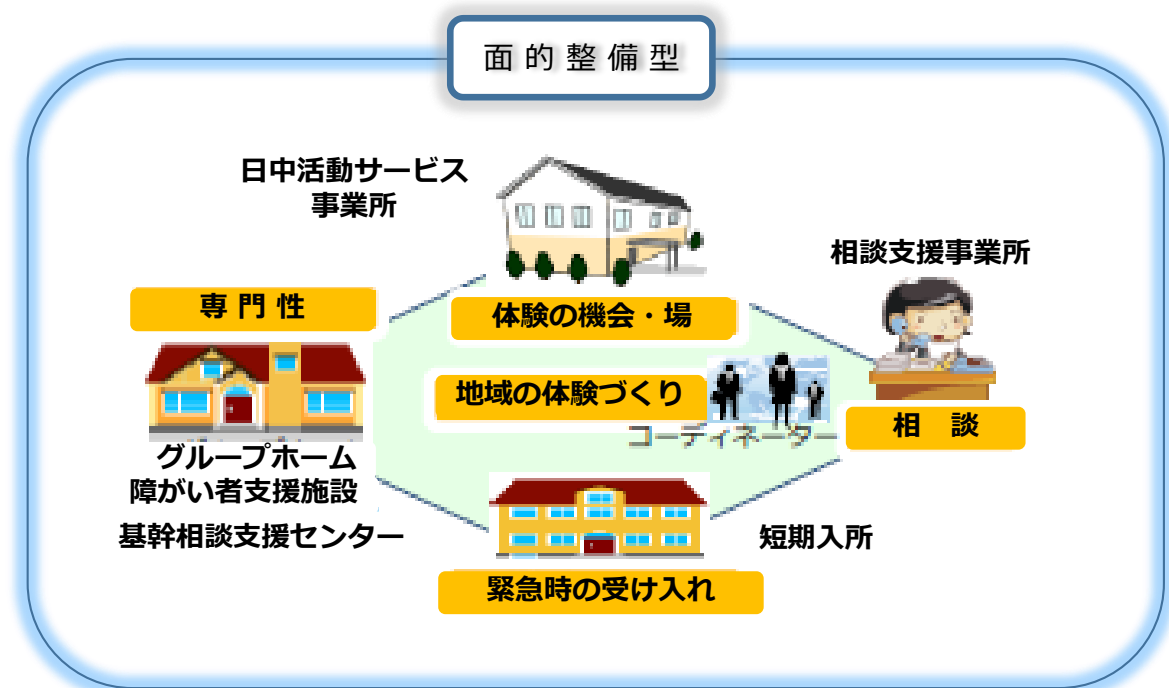 面的整備型
日中活動サービス
事業所
相談支援事業所
専門性
体験の機会・場
地域の体験づくり
コーディネーター
相　談
グループホーム
障がい者支援施設
基幹相談支援センター
短期入所
緊急時の受け入れ